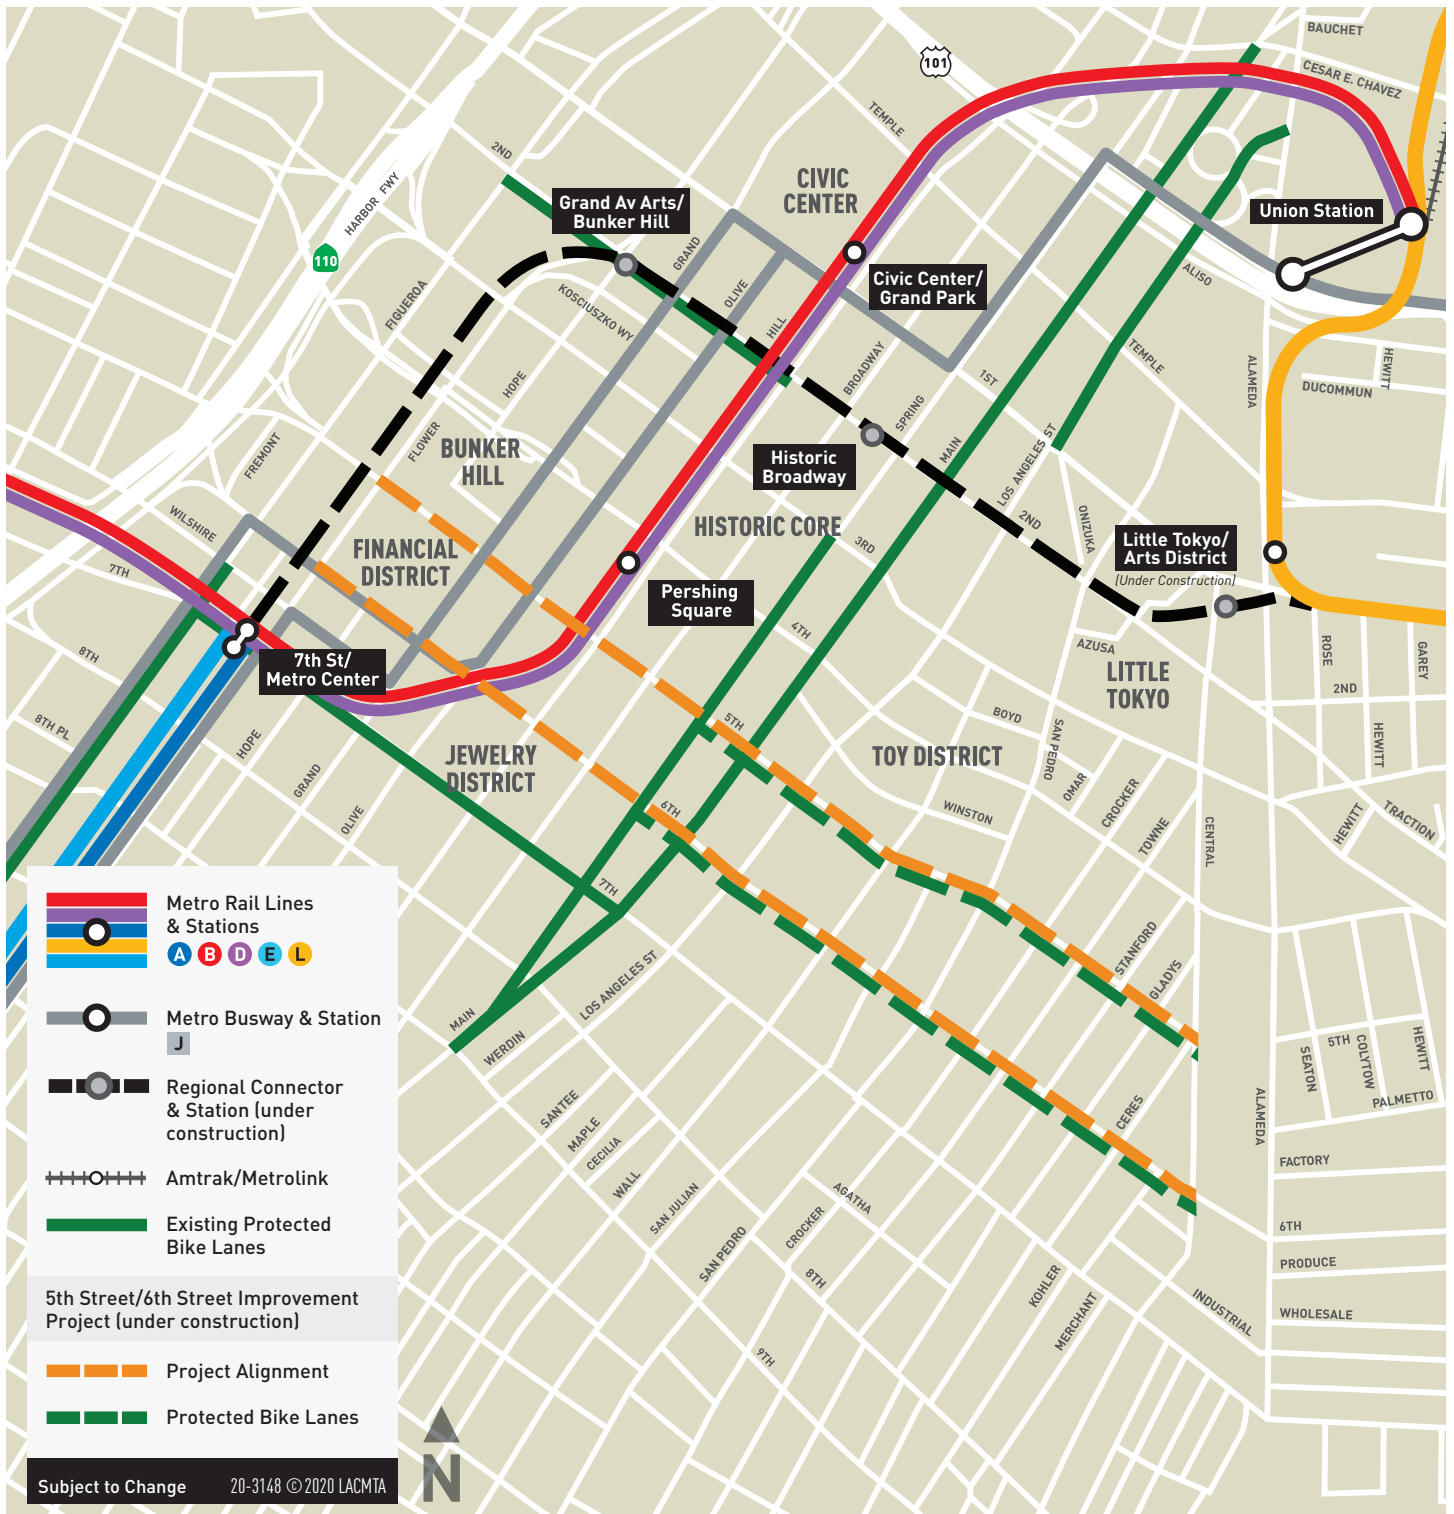 BAUCHET
101
CESAR E. CHAVEZ
TEMPLE
2ND
CIVIC
CENTER
HARBOR FWY
Grand Av Arts/
Bunker Hill
Union Station
110
GRAND
Civic Center/
Grand Park
ALISO
FIGUEROA
KOSCIUSZKO WY
OLIVE
HILL
TEMPLE
HEWITT
BROADWAY
1ST
ALAMEDA
DUCOMMUN
HOPE
SPRING
FLOWER
BUNKER
HILL
FREMONT
MAIN
LOS ANGELES ST
Historic
Broadway
WILSHIRE
HISTORIC CORE
2ND
ONIZUKA
Little Tokyo/
Arts District
(Under Construction)
3RD
FINANCIAL
DISTRICT
7TH
Pershing
Square
4TH
AZUSA
ROSE
GAREY
8TH
7th St/
Metro Center
LITTLE
TOKYO
2ND
8TH PL
HOPE
5TH
BOYD
SAN PEDRO
HEWITT
JEWELRY
DISTRICT
TOY DISTRICT
GRAND
OMAR
CROCKER
OLIVE
6TH
WINSTON
TOWNE
CENTRAL
HEWITT
TRACTION
7TH
STANFORD
GLADYS
LOS ANGELES ST
MAIN
WERDIN
5TH
SEATON
COLYTOW
HEWITT
PALMETTO
SANTEE
MAPLE
CECILIA
WALL
CERES
ALAMEDA
FACTORY
SAN JULIAN
AGATHA
CROCKER
SAN PEDRO
6TH
PRODUCE
8TH
KOHLER
MERCHANT
INDUSTRIAL
WHOLESALE
9TH
Metro Rail Lines
& Stations
A B D E L
Metro Busway & Station
J
Regional Connector
& Station (under
construction)
Amtrak/Metrolink
Existing Protected
Bike Lanes
5th Street/6th Street Improvement
Project (under construction)
Project Alignment
Protected Bike Lanes
Subject to Change 20-3148 © 2020 LACMTA
N